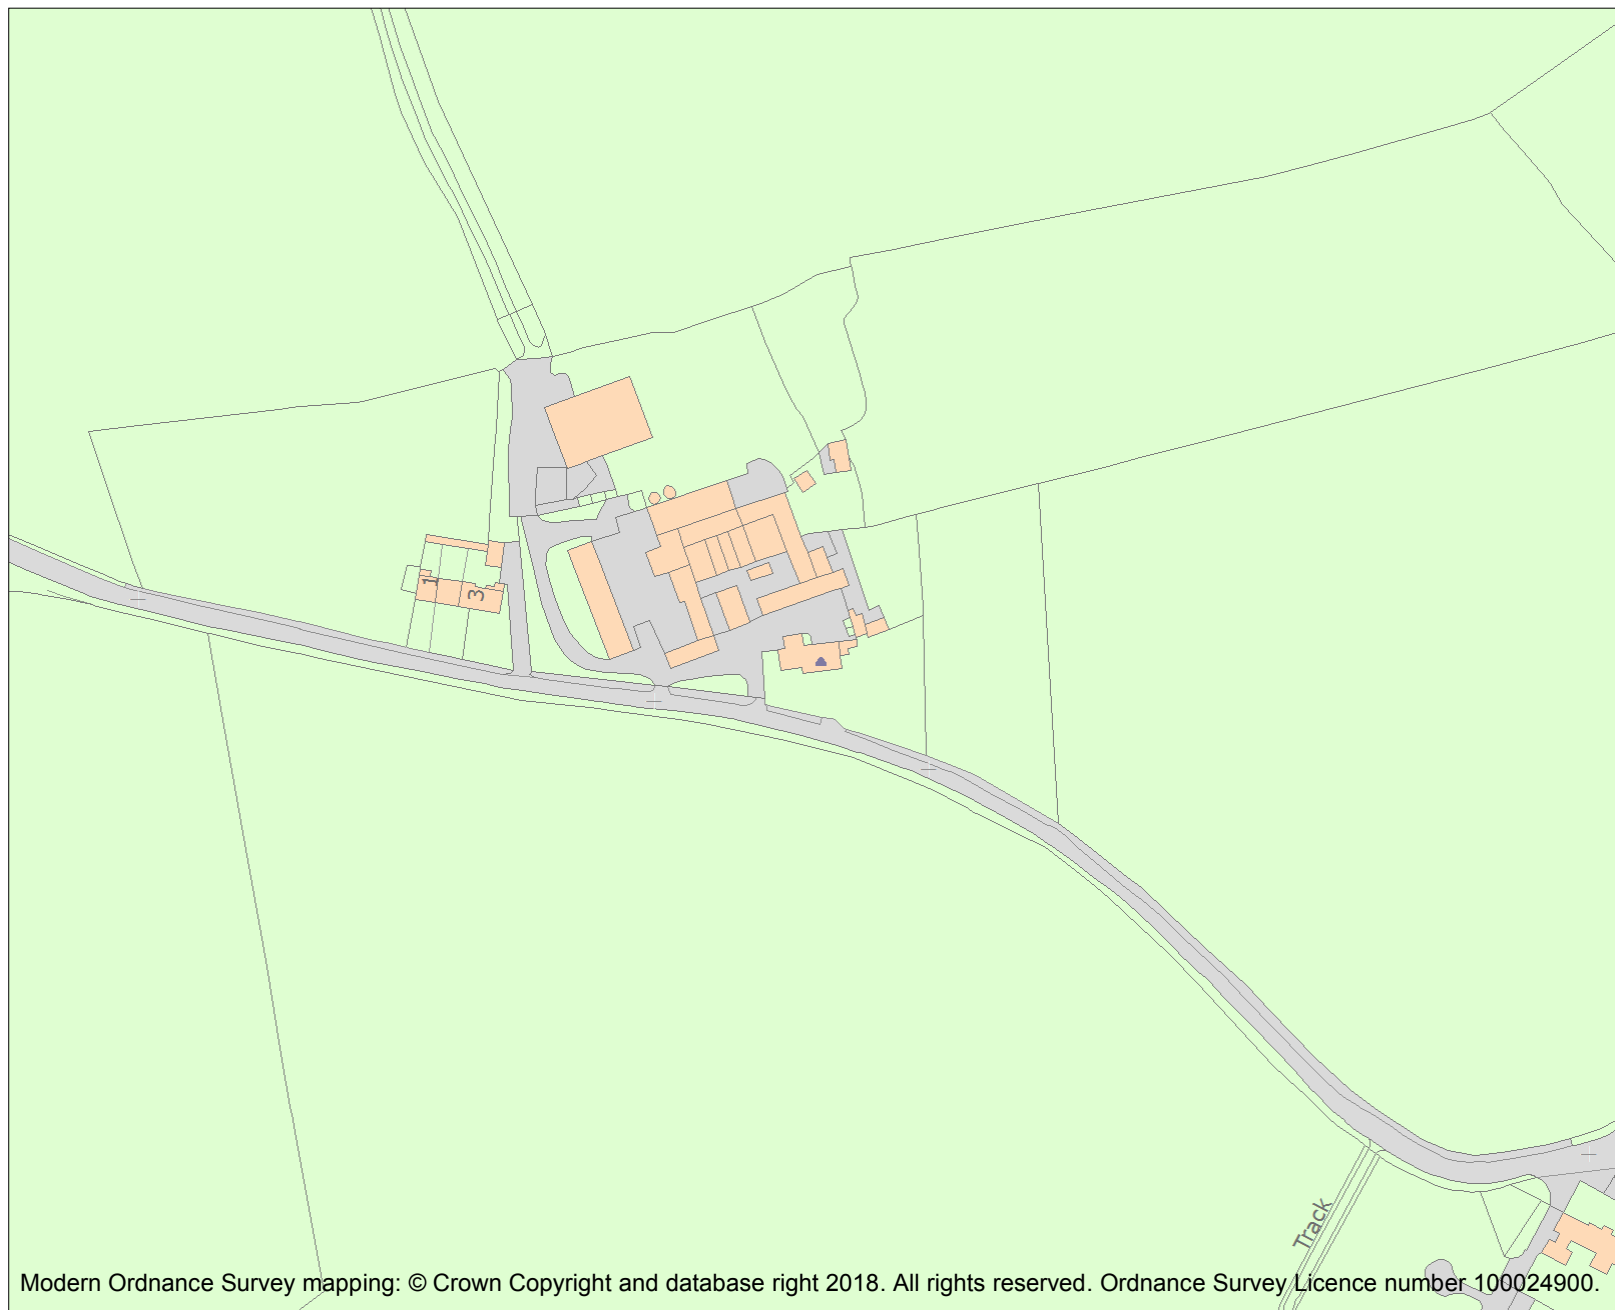 1
3
Track
Modern Ordnance Survey mapping: © Crown Copyright and database right 2018. All rights reserved. Ordnance Survey Licence number 100024900.